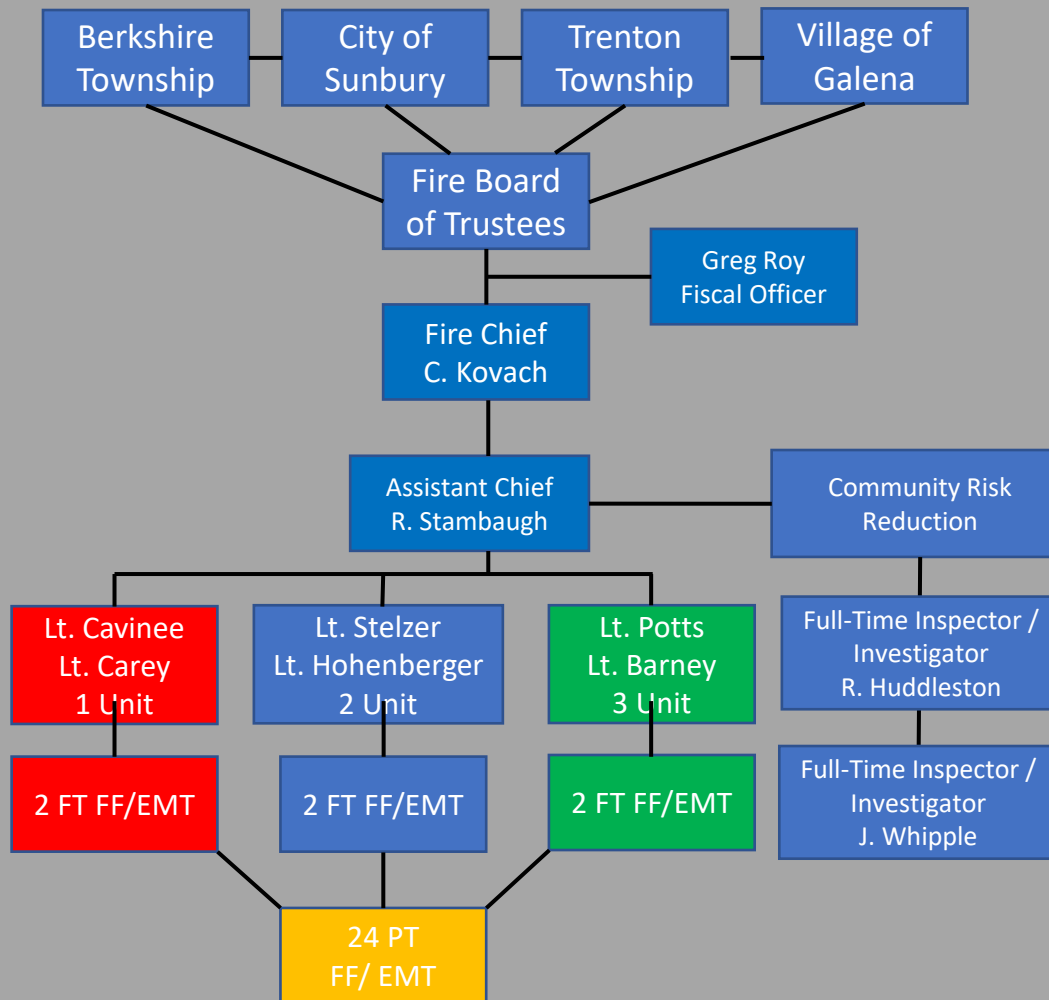 Berkshire
Township
City of
Sunbury
Trenton
Township
Village of
Galena
Fire Board
of Trustees
Greg Roy
Fiscal Officer
Fire Chief
C. Kovach
Assistant Chief
R. Stambaugh
Community Risk
Reduction
Lt. Cavinee
Lt. Carey
1 Unit
Lt. Stelzer
Lt. Hohenberger
2 Unit
Lt. Potts
Lt. Barney
3 Unit
Full-Time Inspector /
Investigator
R. Huddleston
2 FT FF/EMT
2 FT FF/EMT
2 FT FF/EMT
Full-Time Inspector /
Investigator
J. Whipple
24 PT
FF/ EMT